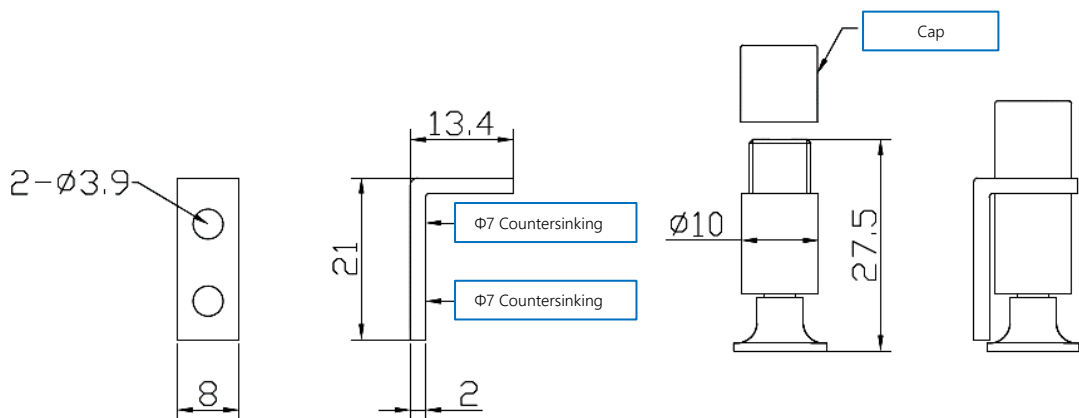 Cap
13.4
2-Ø3.9
Φ7 Countersinking
Ø10
21
27.5
Φ7 Countersinking
8
2